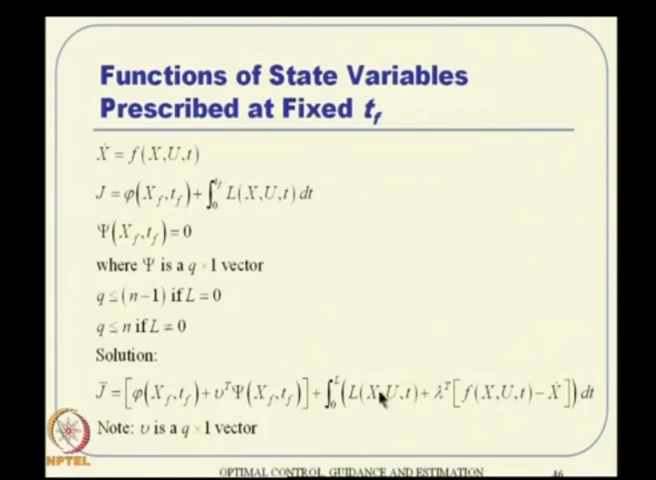 Functions of State Variables
Prescribed at Fixed t_f
Ẋ = f(X,U,t)
J = φ(X_f,t_f) + ∫_0^{t_f} L(X,U,t) dt
Ψ(X_f,t_f) = 0
where Ψ is a q × 1 vector
q ≤ (n−1) if L = 0
q ≤ n if L ≠ 0
Solution:
J̄ = [φ(X_f,t_f) + υ^T Ψ(X_f,t_f)] + ∫_0^{t_f} (L(X,U,t) + λ^T [f(X,U,t) − Ẋ]) dt
Note: υ is a q × 1 vector
NPTEL
OPTIMAL CONTROL, GUIDANCE AND ESTIMATION
46